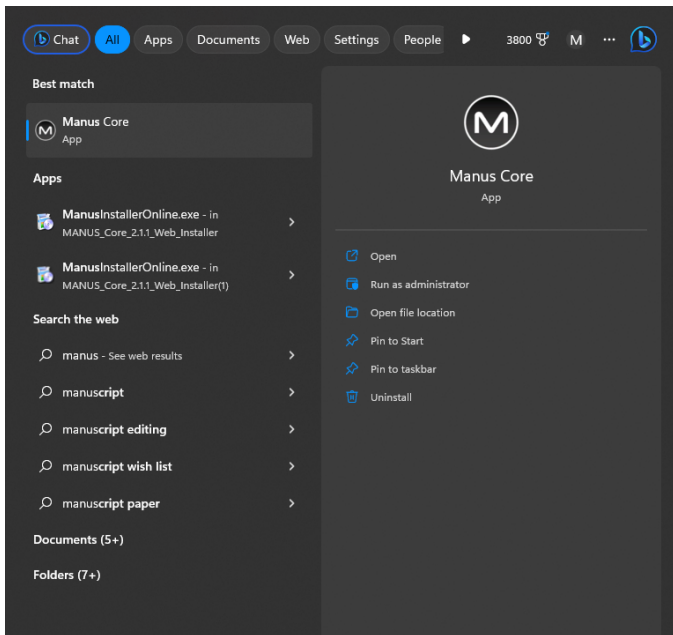 Chat
All
Apps
Documents
Web
Settings
People
3800
M
Best match
Manus Core
App
Apps
ManusInstallerOnline.exe - in
MANUS_Core_2.1.1_Web_Installer
ManusInstallerOnline.exe - in
MANUS_Core_2.1.1_Web_Installer(1)
Search the web
manus - See web results
manuscript
manuscript editing
manuscript wish list
manuscript paper
Documents (5+)
Folders (7+)
Manus Core
App
Open
Run as administrator
Open file location
Pin to Start
Pin to taskbar
Uninstall